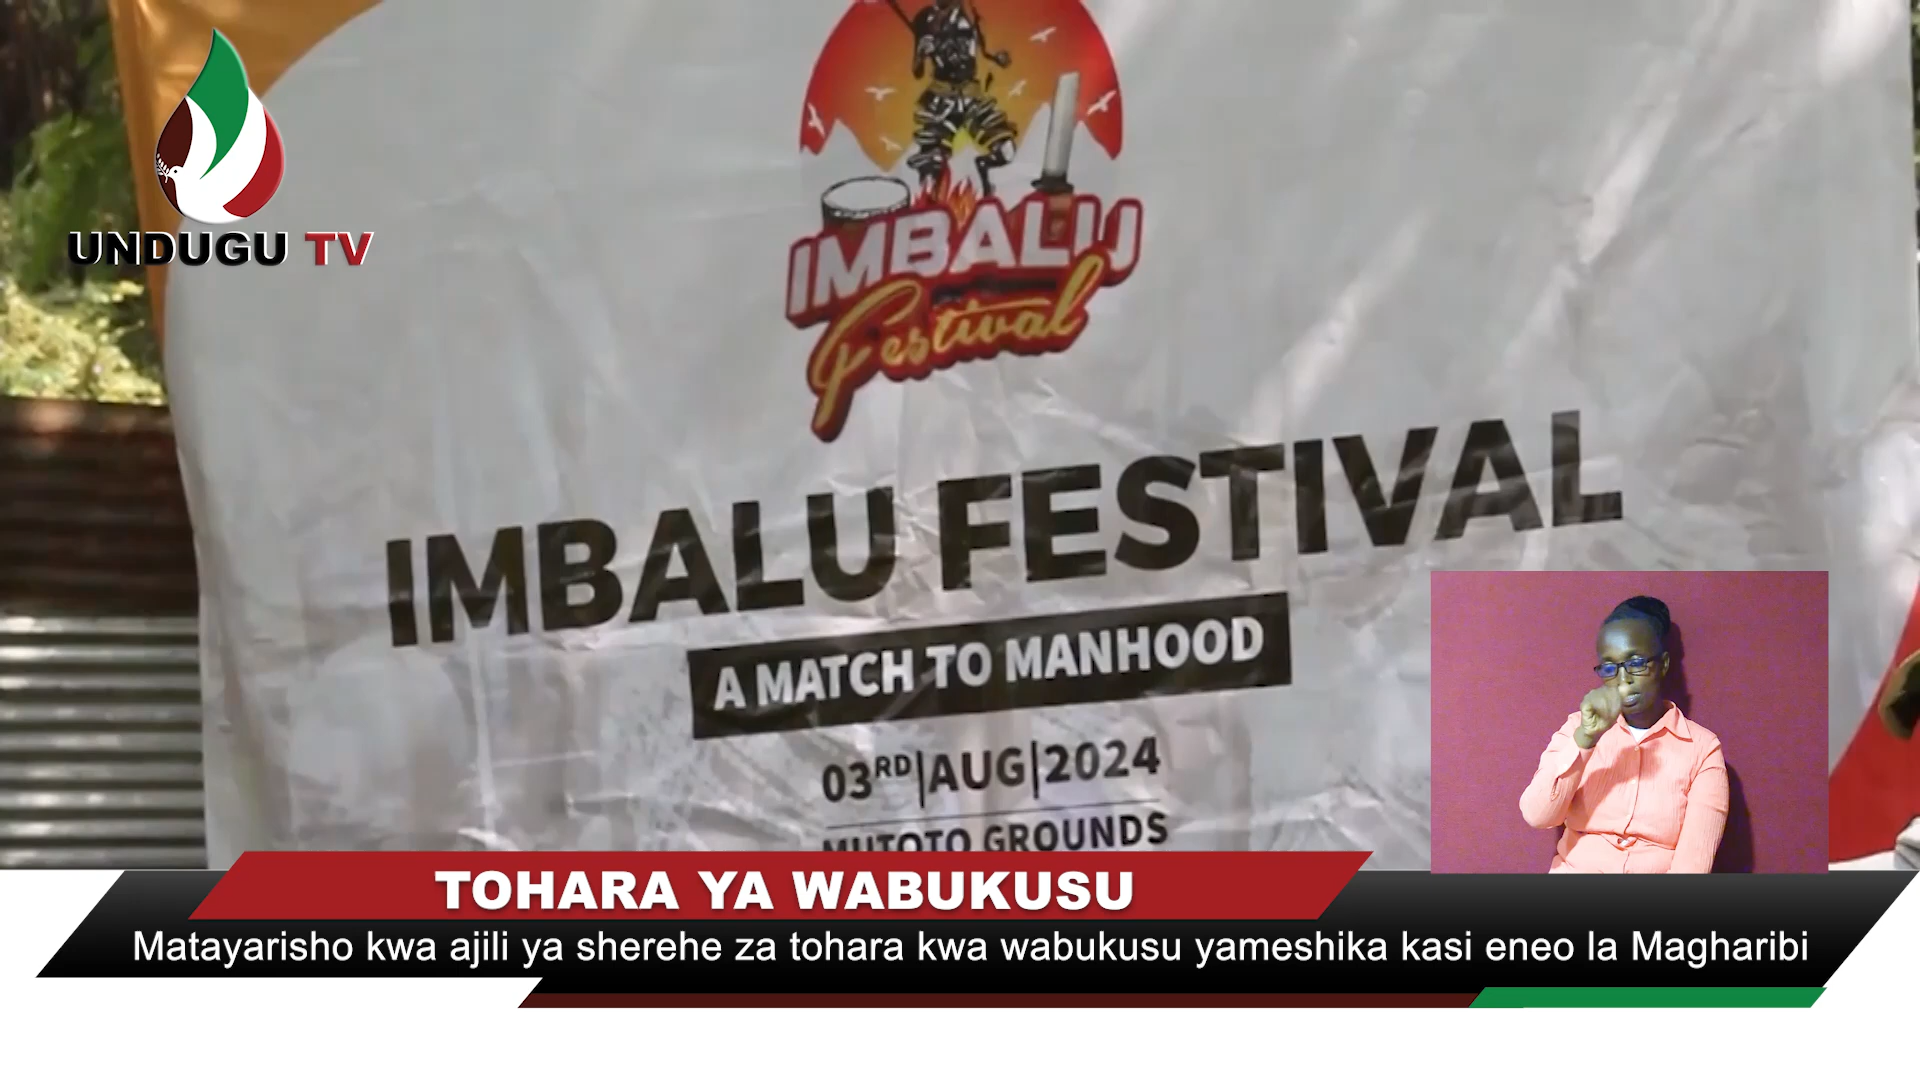 UNDUGU TV
IMBALU
Festival
IMBALU FESTIVAL
A MATCH TO MANHOOD
03RD|AUG|2024
MUTOTO GROUNDS
TOHARA YA WABUKUSU
Matayarisho kwa ajili ya sherehe za tohara kwa wabukusu yameshika kasi eneo la Magharibi